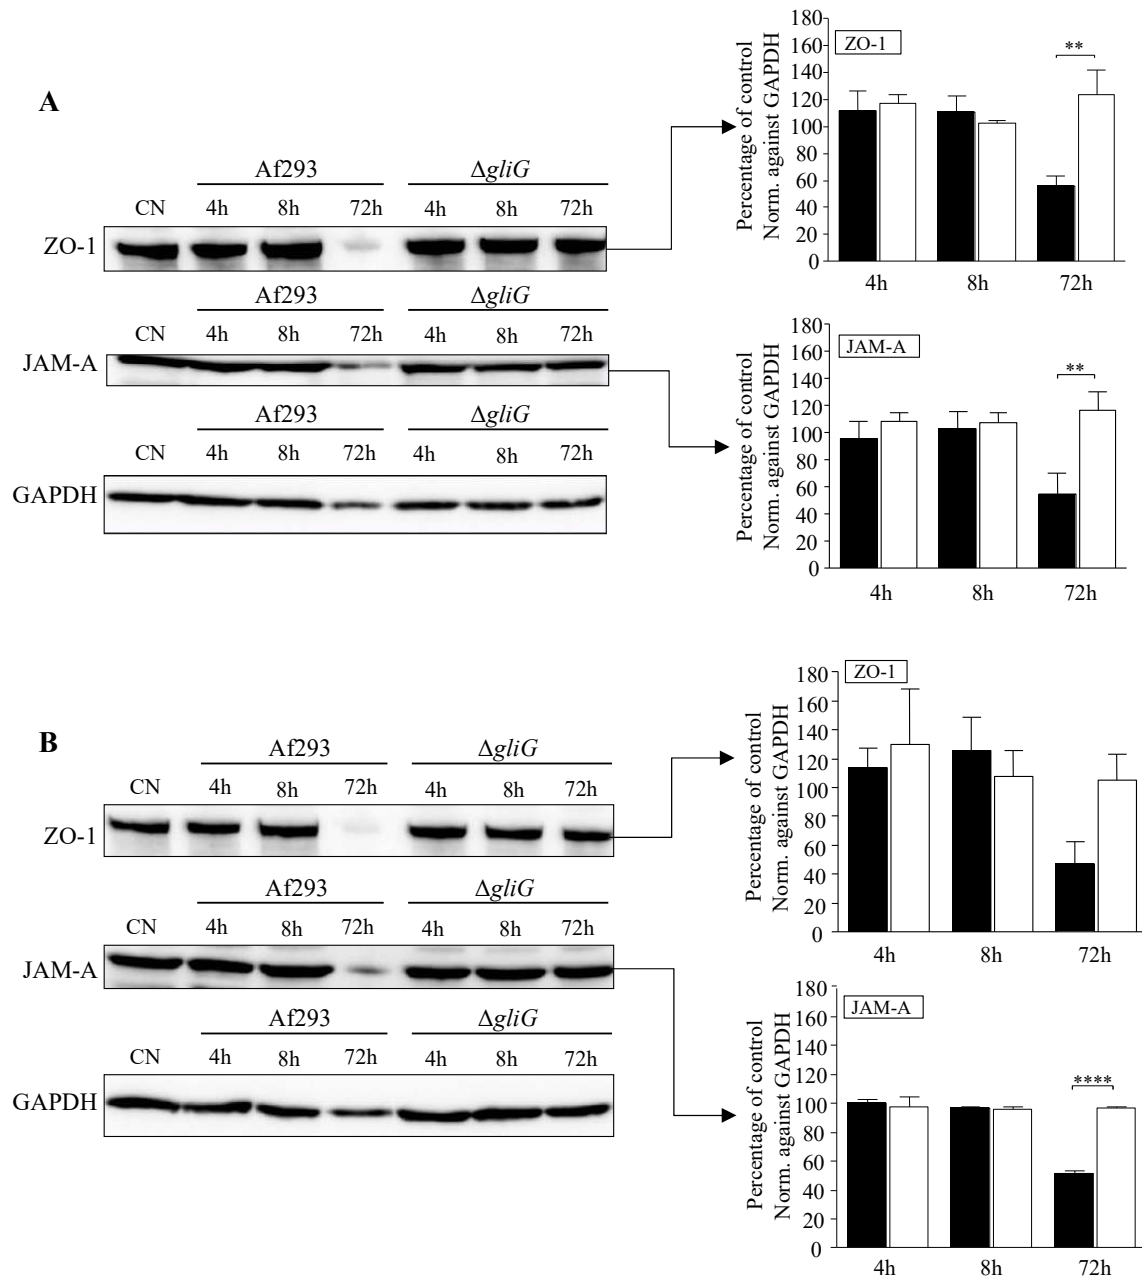 A
Af293 ΔgliG
CN 4h 8h 72h 4h 8h 72h
ZO-1
Af293 ΔgliG
CN 4h 8h 72h 4h 8h 72h
JAM-A
Af293 ΔgliG
CN 4h 8h 72h 4h 8h 72h
GAPDH
Percentage of control
Norm. against GAPDH
180
160
140
120
100
80
60
40
20
0
ZO-1
**
4h 8h 72h
Percentage of control
Norm. against GAPDH
180
160
140
120
100
80
60
40
20
0
JAM-A
**
4h 8h 72h
B
Af293 ΔgliG
CN 4h 8h 72h 4h 8h 72h
ZO-1
Af293 ΔgliG
CN 4h 8h 72h 4h 8h 72h
JAM-A
Af293 ΔgliG
CN 4h 8h 72h 4h 8h 72h
GAPDH
Percentage of control
Norm. against GAPDH
180
160
140
120
100
80
60
40
20
0
ZO-1
4h 8h 72h
Percentage of control
Norm. against GAPDH
180
160
140
120
100
80
60
40
20
0
JAM-A
****
4h 8h 72h